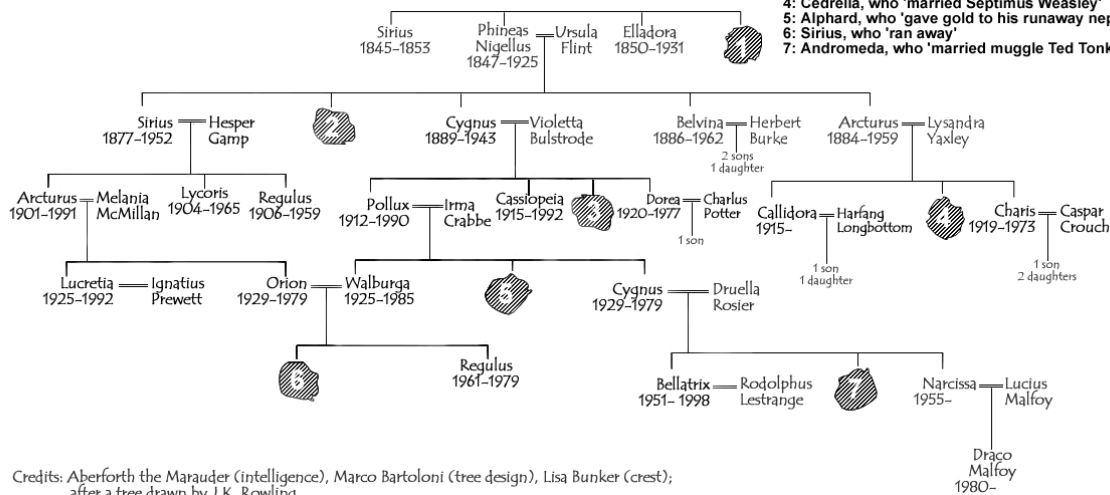 4: Cedrella, who 'married Septimus Weasley'
5: Alphard, who 'gave gold to his runaway
6: Sirius, who 'ran away'
7: Andromeda, who 'married muggle Ted
Sirius
1845-1853
Phineas
Nigellus
1847-1925
Ursula
Flint
Elladora
1850-1931
1
Sirius
1877-1952
Hesper
Gamp
2
Cygnus
1889-1943
Violetta
Bulstrode
Belvina
1886-1962
Herbert
Burke
2 sons
1 daughter
Arcturus
1884-1959
Lysandra
Yaxley
Arcturus
1901-1991
Melania
McMillan
Lycoris
1904-1965
Regulus
1906-1959
Pollux
1912-1990
Irma
Crabbe
Cassiopeia
1915-1992
3
Dorea
1920-1977
Charlus
Potter
1 son
Callidora
1915-
Harfang
Longbottom
1 son
1 daughter
4
Charis
1919-1973
Caspar
Crouch
1 son
2 daughters
Lucretia
1925-1992
Ignatius
Prewett
Orion
1929-1979
Walburga
1925-1985
5
Cygnus
1929-1979
Druella
Rosier
6
Regulus
1961-1979
Bellatrix
1951- 1998
Rodolphus
Lestrange
7
Narcissa
1955-
Lucius
Malfoy
Draco
Malfoy
1980-
Credits: Aberforth the Marauder (intelligence), Marco Bartoloni (tree design), Lisa Bunker (crest);
after a tree drawn by J.K. Rowling